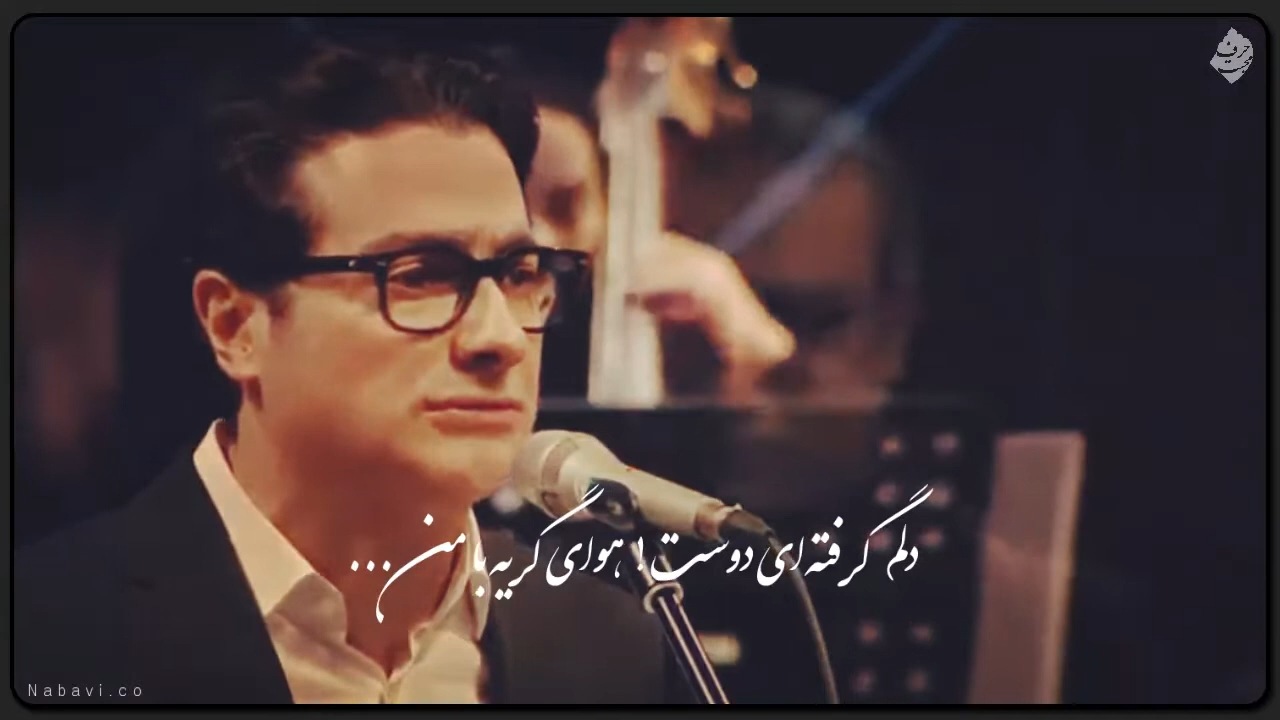 دلم گرفته ای دوست! هوای گریه با من...
Nabavi.co